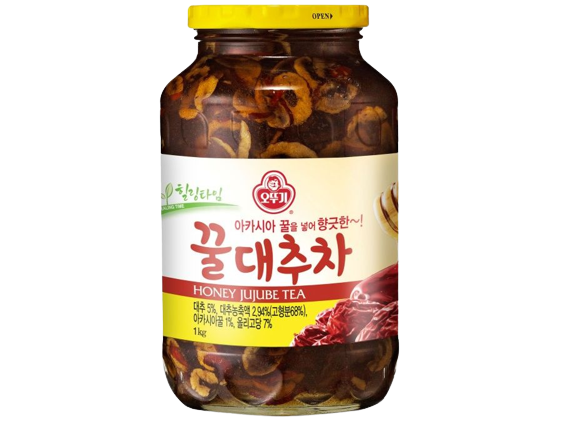 OPEN
힐링타임
HEALING TIME
오뚜기
®
아카시아 꿀을 넣어 향긋한~!
꿀대추차
HONEY JUJUBE TEA
대추 5%, 대추농축액 2.94%(고형분68%),
아카시아꿀 1%, 올리고당 7%
1kg